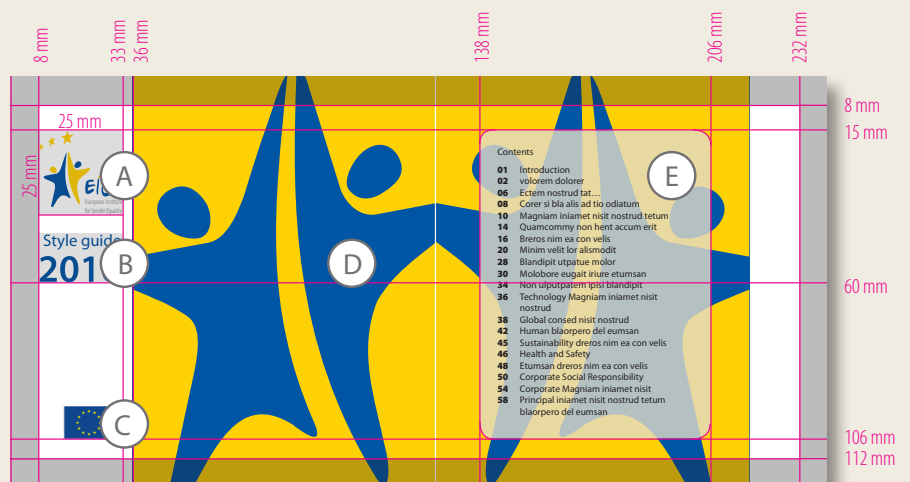 8 mm
33 mm
36 mm
138 mm
206 mm
232 mm
8 mm
15 mm
60 mm
106 mm
112 mm
25 mm
25 mm
European Institute
for Gender Equality
A
Style guide
201
B
C
D
E
Contents
01 Introduction
02 volorem dolorer
06 Ectem nostrud tat…
08 Corer si bla alis ad tio odiatum
10 Magniam iniamet nisit nostrud tetum
14 Quamcommy non hent accum erit
16 Breros nim ea con velis
20 Minim velit lor alismodit
28 Blandipit utpatue molor
30 Molobore eugait iriure etumsan
34 Non ulputpatem ipisi blandipit
36 Technology Magniam iniamet nisit
nostrud
38 Global consed nisit nostrud
42 Human blaorpero del eumsan
45 Sustainability dreros nim ea con velis
46 Health and Safety
48 Etumsan dreros nim ea con velis
50 Corporate Social Responsibility
54 Corporate Magniam iniamet nisit
58 Principal iniamet nisit nostrud tetum
blaorpero del eumsan